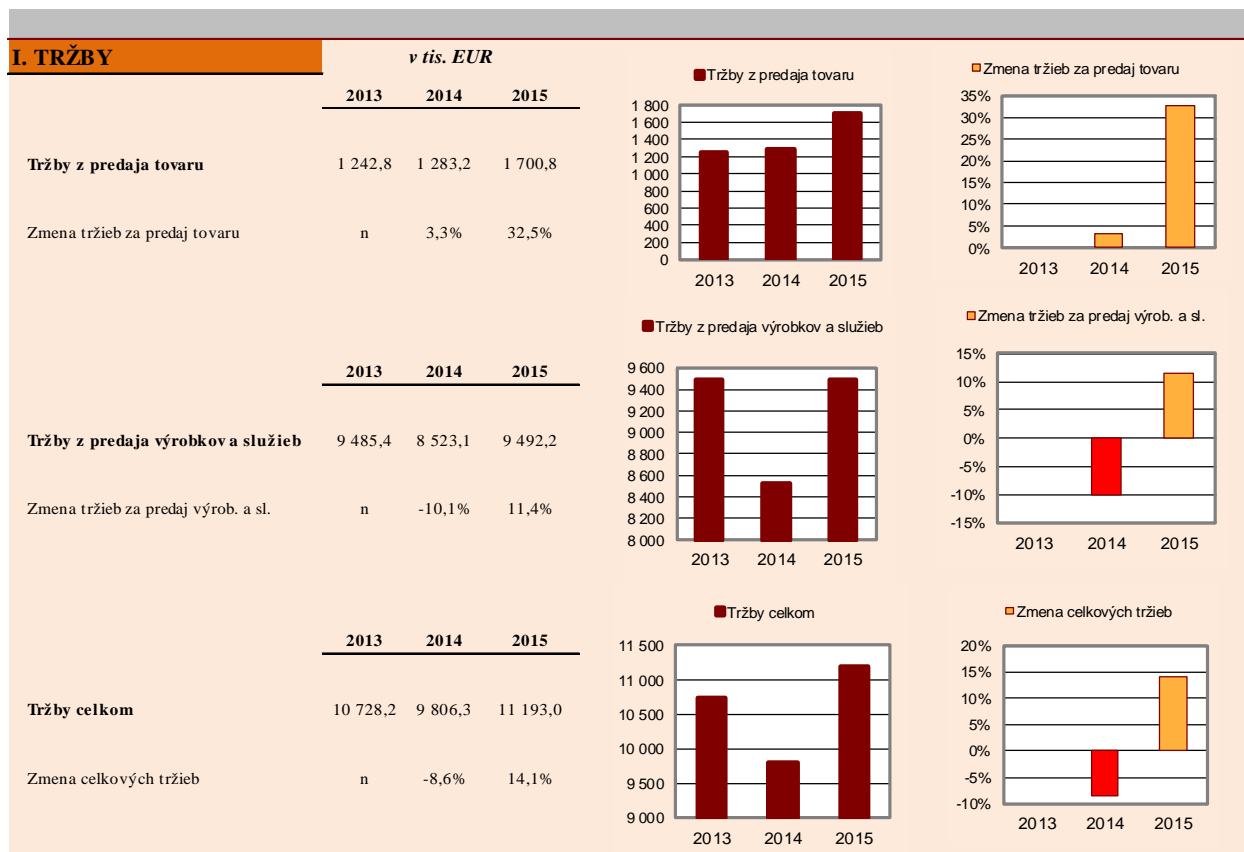 I. TRŽBY
v tis. EUR
2013 2014 2015
Tržby z predaja tovaru 1 242,8 1 283,2 1 700,8
Zmena tržieb za predaj tovaru n 3,3% 32,5%
Tržby z predaja tovaru
1 800
1 600
1 400
1 200
1 000
800
600
400
200
0
2013 2014 2015
Zmena tržieb za predaj tovaru
35%
30%
25%
20%
15%
10%
5%
0%
2013 2014 2015
2013 2014 2015
Tržby z predaja výrobkov a služieb 9 485,4 8 523,1 9 492,2
Zmena tržieb za predaj výrob. a sl. n -10,1% 11,4%
Tržby z predaja výrobkov a služieb
9 600
9 400
9 200
9 000
8 800
8 600
8 400
8 200
8 000
2013 2014 2015
Zmena tržieb za predaj výrob. a sl.
15%
10%
5%
0%
-5%
-10%
-15%
2013 2014 2015
2013 2014 2015
Tržby celkom 10 728,2 9 806,3 11 193,0
Zmena celkových tržieb n -8,6% 14,1%
Tržby celkom
11 500
11 000
10 500
10 000
9 500
9 000
2013 2014 2015
Zmena celkových tržieb
20%
15%
10%
5%
0%
-5%
-10%
2013 2014 2015